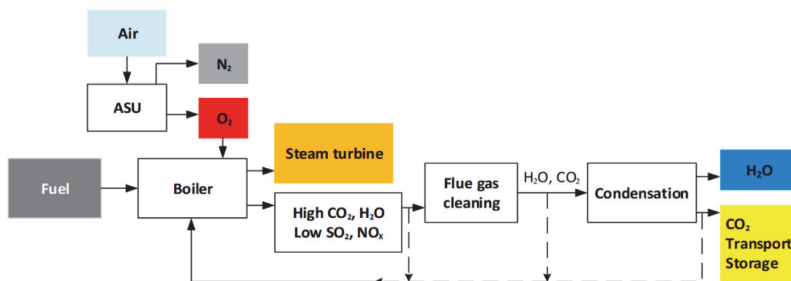 Air
N₂
ASU
O₂
Steam turbine
Fuel
Boiler
High CO₂, H₂O
Low SO₂, NOₓ
Flue gas
cleaning
H₂O, CO₂
Condensation
H₂O
CO₂
Transport
Storage